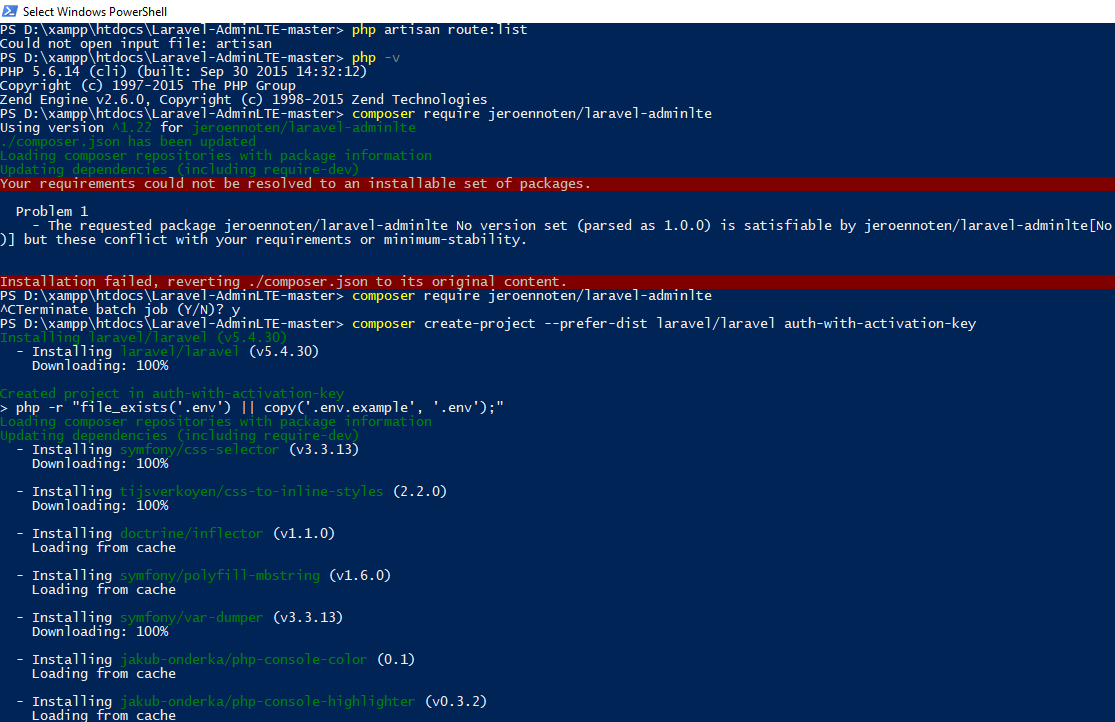 Select Windows PowerShell
PS D:\xampp\htdocs\Laravel-AdminLTE-master> php artisan route:list
Could not open input file: artisan
PS D:\xampp\htdocs\Laravel-AdminLTE-master> php -v
PHP 5.6.14 (cli) (built: Sep 30 2015 14:32:12)
Copyright (c) 1997-2015 The PHP Group
Zend Engine v2.6.0, Copyright (c) 1998-2015 Zend Technologies
PS D:\xampp\htdocs\Laravel-AdminLTE-master> composer require jeroennoten/laravel-adminlte
Using version ^1.22 for jeroennoten/laravel-adminlte
./composer.json has been updated
Loading composer repositories with package information
Updating dependencies (including require-dev)
Your requirements could not be resolved to an installable set of packages.
Problem 1
- The requested package jeroennoten/laravel-adminlte No version set (parsed as 1.0.0) is satisfiable by jeroennoten/laravel-adminlte[No
)] but these conflict with your requirements or minimum-stability.
Installation failed, reverting ./composer.json to its original content.
PS D:\xampp\htdocs\Laravel-AdminLTE-master> composer require jeroennoten/laravel-adminlte
^CTerminate batch job (Y/N)? y
PS D:\xampp\htdocs\Laravel-AdminLTE-master> composer create-project --prefer-dist laravel/laravel auth-with-activation-key
Installing laravel/laravel (v5.4.30)
- Installing laravel/laravel (v5.4.30)
Downloading: 100%
Created project in auth-with-activation-key
> php -r "file_exists('.env') || copy('.env.example', '.env');"
Loading composer repositories with package information
Updating dependencies (including require-dev)
- Installing symfony/css-selector (v3.3.13)
Downloading: 100%
- Installing tijsverkoyen/css-to-inline-styles (2.2.0)
Downloading: 100%
- Installing doctrine/inflector (v1.1.0)
Loading from cache
- Installing symfony/polyfill-mbstring (v1.6.0)
Loading from cache
- Installing symfony/var-dumper (v3.3.13)
Downloading: 100%
- Installing jakub-onderka/php-console-color (0.1)
Loading from cache
- Installing jakub-onderka/php-console-highlighter (v0.3.2)
Loading from cache